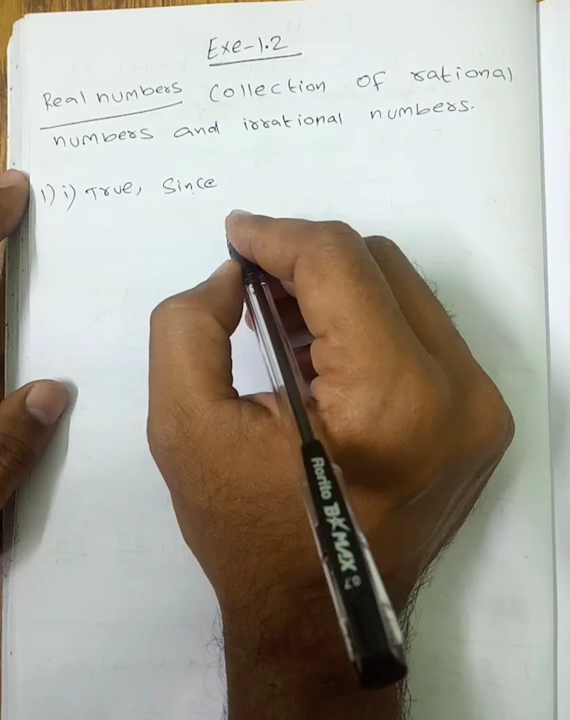 Exe-1.2
Real numbers Collection of rational
numbers and irrational numbers.
1) i) True, Since
Rorito